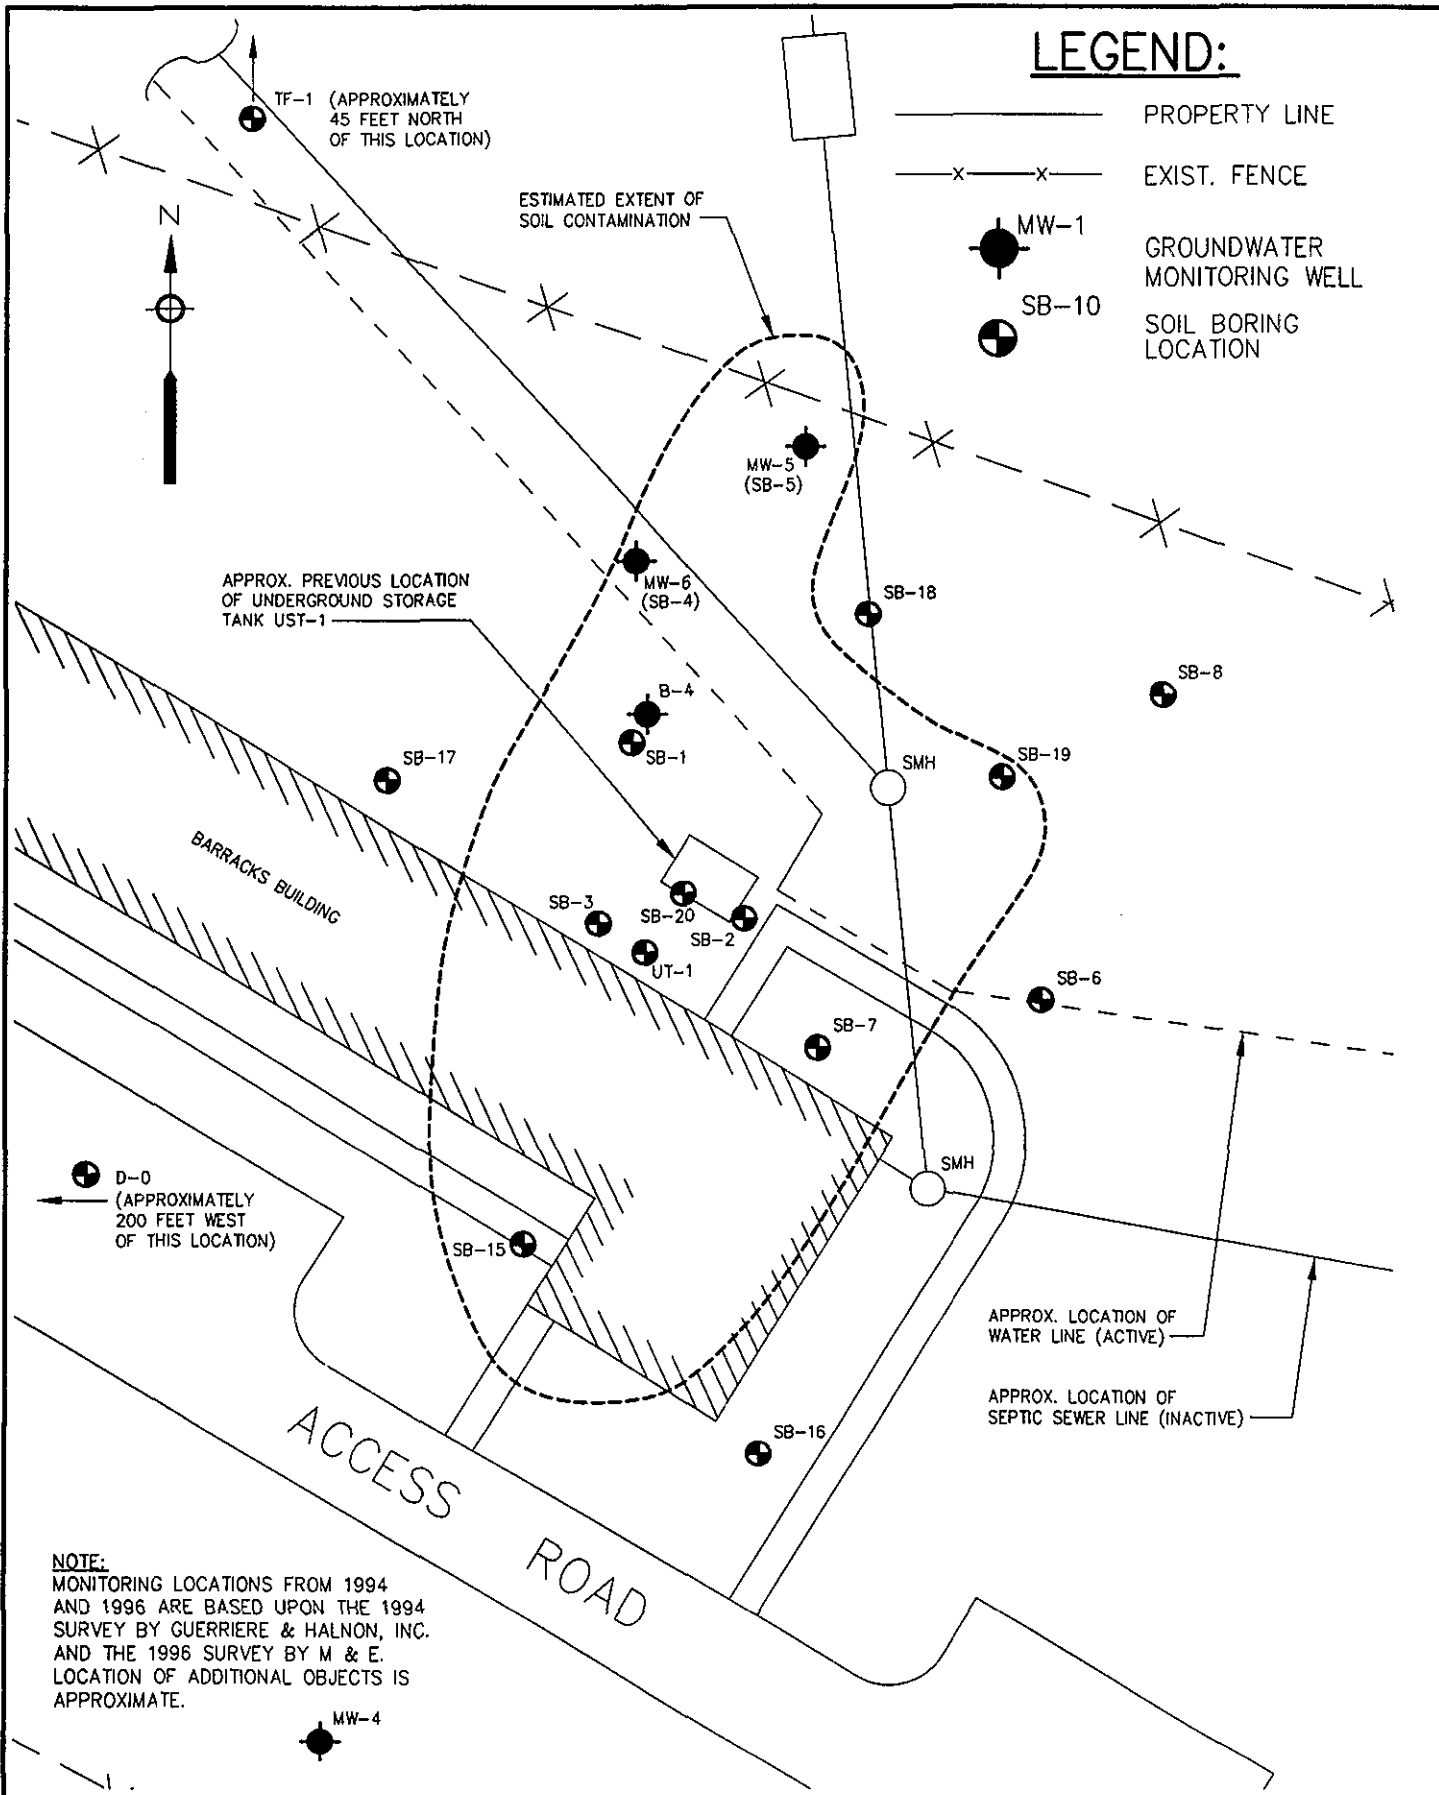 LEGEND:
PROPERTY LINE
X X
EXIST. FENCE
MW-1
GROUNDWATER
MONITORING WELL
SB-10
SOIL BORING
LOCATION
TF-1 (APPROXIMATELY
45 FEET NORTH
OF THIS LOCATION)
N
ESTIMATED EXTENT OF
SOIL CONTAMINATION
MW-5
(SB-5)
MW-6
(SB-4)
APPROX. PREVIOUS LOCATION
OF UNDERGROUND STORAGE
TANK UST-1
SB-18
SB-8
B-4
SB-1
SB-17
SMH
SB-19
BARRACKS BUILDING
SB-3
SB-20
SB-2
UT-1
SB-6
SB-7
SMH
D-0
(APPROXIMATELY
200 FEET WEST
OF THIS LOCATION)
SB-15
APPROX. LOCATION OF
WATER LINE (ACTIVE)
APPROX. LOCATION OF
SEPTIC SEWER LINE (INACTIVE)
SB-16
ACCESS ROAD
NOTE:
MONITORING LOCATIONS FROM 1994
AND 1996 ARE BASED UPON THE 1994
SURVEY BY GUERRIERE & HALNON, INC.
AND THE 1996 SURVEY BY M & E.
LOCATION OF ADDITIONAL OBJECTS IS
APPROXIMATE.
MW-4